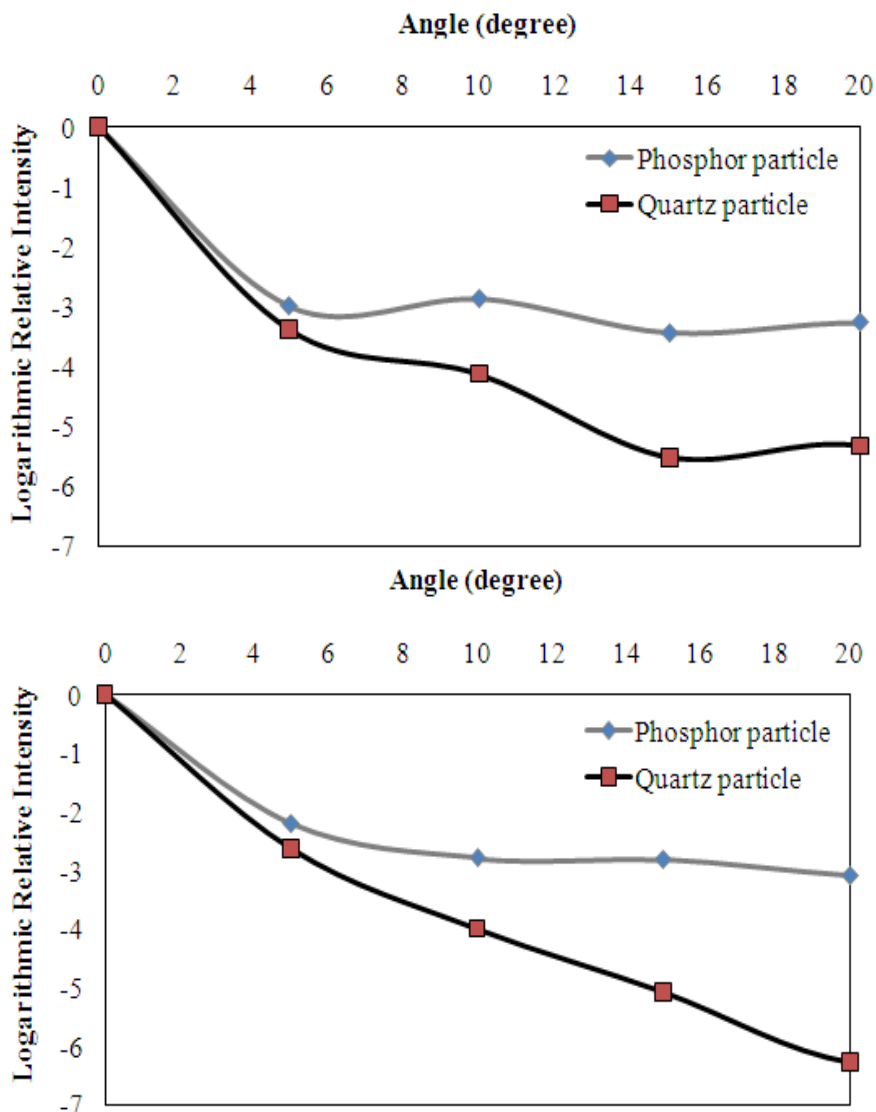 Angle (degree)
0 2 4 6 8 10 12 14 16 18 20
Logarithmic Relative Intensity
0
-1
-2
-3
-4
-5
-6
-7
Phosphor particle
Quartz particle
Angle (degree)
0 2 4 6 8 10 12 14 16 18 20
Logarithmic Relative Intensity
0
-1
-2
-3
-4
-5
-6
-7
Phosphor particle
Quartz particle